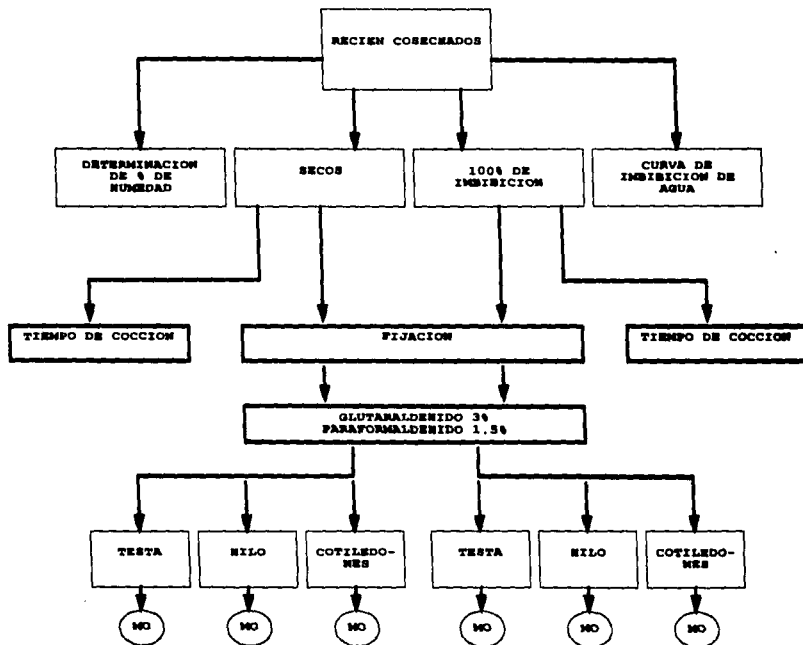 RECIEN COSECHADOS
DETERMINACION
DE % DE
HUMEDAD
SECOS
100% DE
IMBIBICION
CURVA DE
IMBIBICION DE
AGUA
TIEMPO DE COCCION
FIJACION
TIEMPO DE COCCION
GLUTARALDEHIDO 3%
PARAFORMALDEHIDO 1.5%
TESTA
HILO
COTILEDO-
NES
TESTA
HILO
COTILEDO-
NES
MO
MO
MO
MO
MO
MO